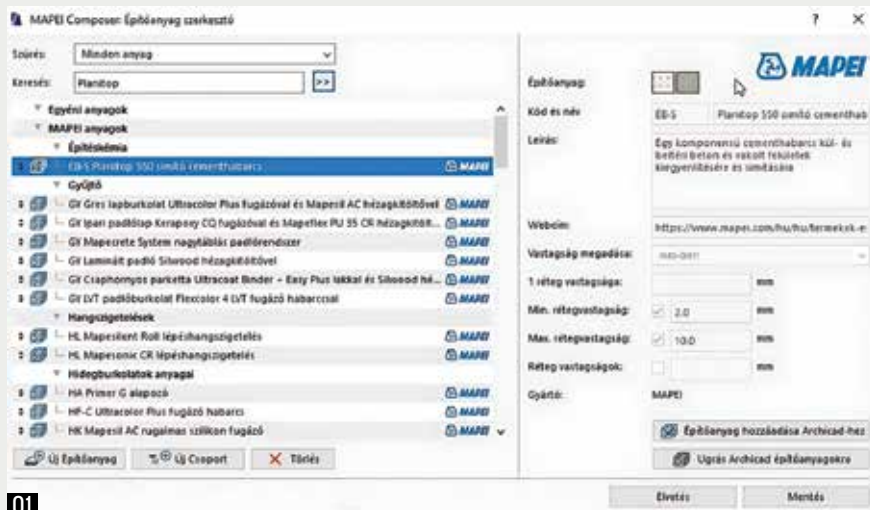 MAPEI Composer: Építőanyag szerkesztő
? ×
Szűrés:
Minden anyag
Keresés:
Planitop
>>
Egyéni anyagok
MAPEI anyagok
Építéskémia
ÉB-S Planitop 550 simító cementhabarcs MAPEI
Gyűjtő
GY Gres lapburkolat Ultracolor Plus fugázóval és Mapesil AC hézagkitöltővel MAPEI
GY Ipari padlólap Kerapoxy CQ fugázóval és Mapeflex PU 55 CR hézagkitölt... MAPEI
GY Mapecrete System nagytáblás padlórendszer MAPEI
GY Laminált padló Silwood hézagkitöltővel MAPEI
GY Csaphornyos parketta Ultracoat Binder – Easy Plus lakkal és Silwood hé... MAPEI
GY LVT padlóburkolat Flexcolor 4 LVT fugázó habarccsal MAPEI
Hangszigetelések
HL Mapesilent Roll lépéshangszigetelés MAPEI
HL Mapesonic CR lépéshangszigetelés MAPEI
Hidegburkolatok anyagai
HA Primer G alapozó MAPEI
HF-C Ultracolor Plus fugázó habarcs MAPEI
HK Mapesil AC rugalmas szilikon fugázó MAPEI
Új Építőanyag
Új Csoport
Törlés
MAPEI
Építőanyag:
Kód és név
ÉB-S
Planitop 550 simító cementhab
Leírás:
Egy komponensű cementhabarcs kül- és
beltéri beton és vakolt felületek
kiegyenlítésére és simítására
Webcím:
https://www.mapei.com/hu/hu/termekek-e
Vastagság megadása:
1 réteg vastagsága:
mm
Min. rétegvastagság:
2.0
mm
Max. rétegvastagság:
10.0
mm
Réteg vastagságok:
mm
Gyártó:
MAPEI
Építőanyag hozzáadása Archicad-hez
Ugrás Archicad építőanyagokra
Elvetés
Mentés
01